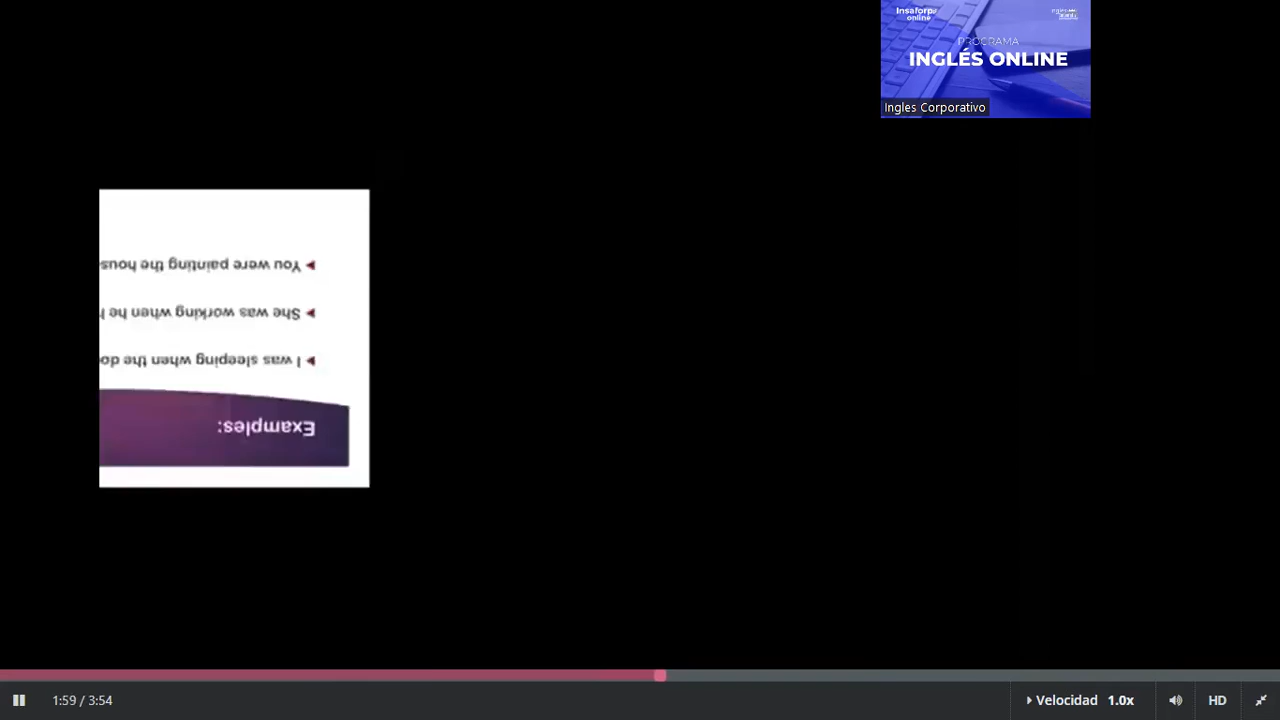 Insaforp
online
PROGRAMA
INGLÉS ONLINE
Ingles Corporativo
Examples:
I was sleeping when the do
She was working when he
You were painting the hous
1:59 / 3:54
Velocidad 1.0x
HD